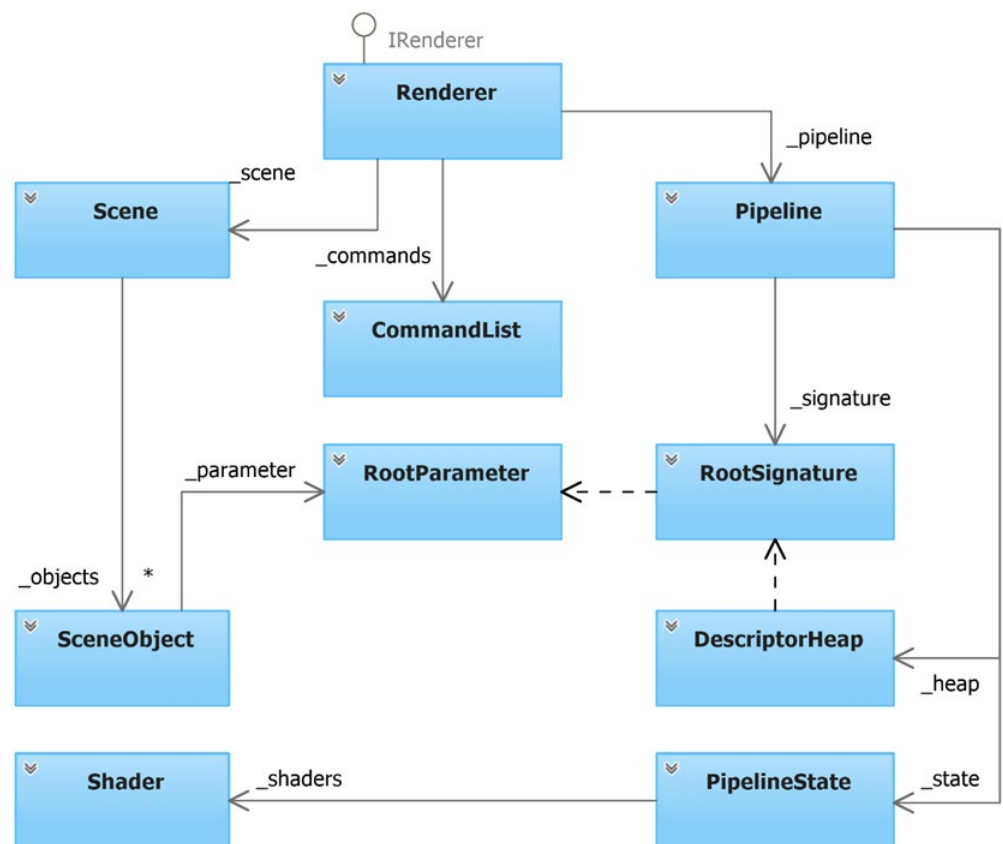 IRenderer
Renderer
_pipeline
_scene
Scene
Pipeline
_commands
CommandList
_signature
_parameter
RootParameter
RootSignature
_objects *
SceneObject
DescriptorHeap
_heap
Shader
_shaders
PipelineState
_state